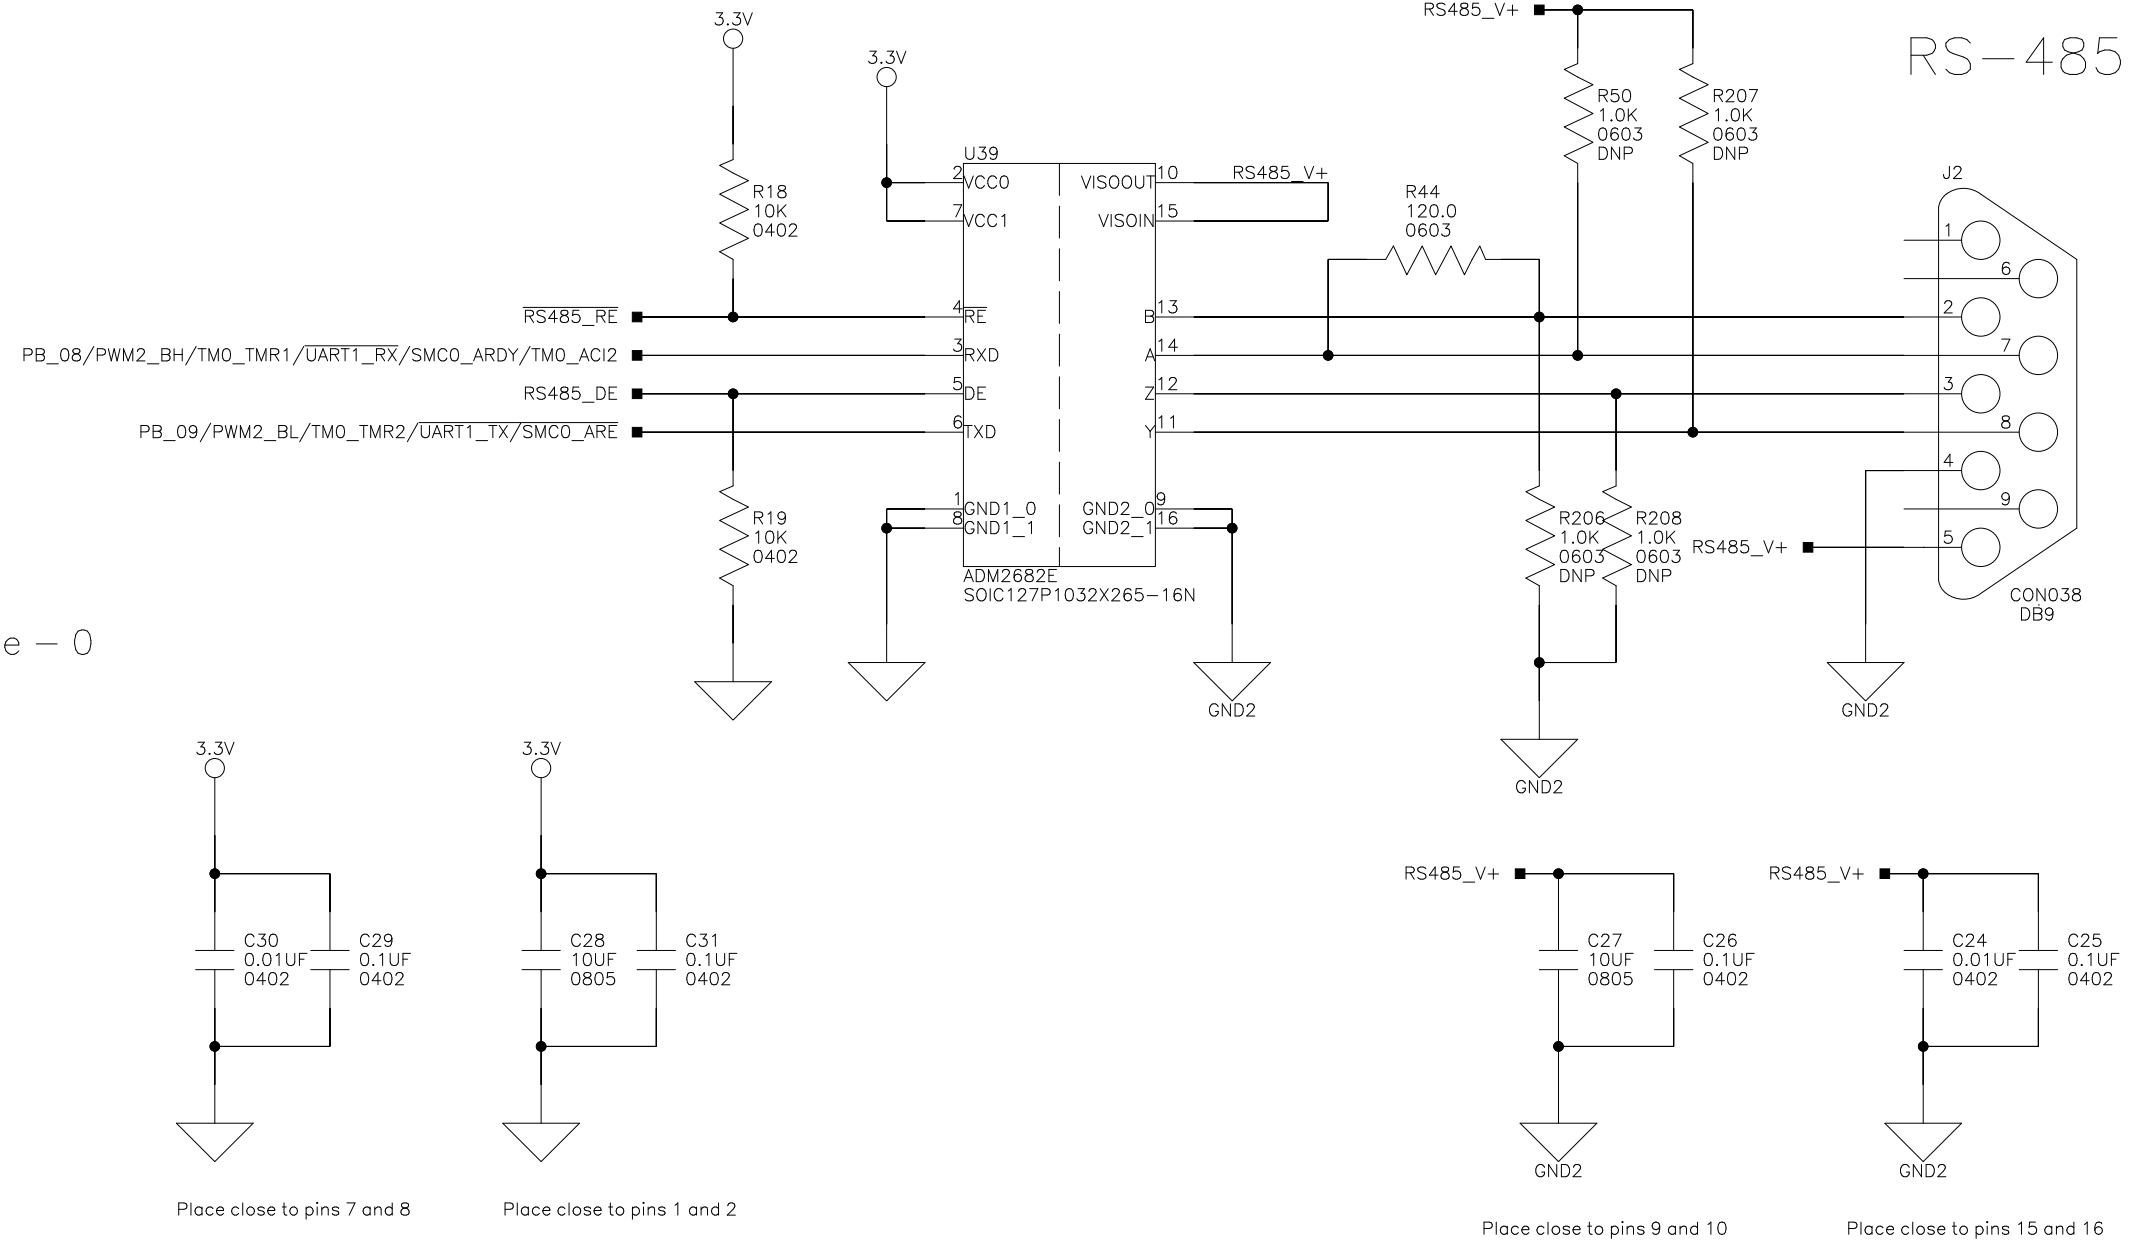 RS-485
3.3V
3.3V
RS485_V+
R50
1.0K
0603
DNP
R207
1.0K
0603
DNP
R18
10K
0402
U39
2
VCC0
7
VCC1
4
RE
3
RXD
5
DE
6
TXD
1
GND1_0
8
GND1_1
VISOOUT
10
VISOIN
15
B
13
A
14
Z
12
Y
11
GND2_0
9
GND2_1
16
ADM2682E
SOIC127P1032X265-16N
RS485_V+
R44
120.0
0603
RS485_RE
PB_08/PWM2_BH/TM0_TMR1/UART1_RX/SMC0_ARDY/TM0_ACI2
RS485_DE
PB_09/PWM2_BL/TM0_TMR2/UART1_TX/SMC0_ARE
R19
10K
0402
R206
1.0K
0603
DNP
R208
1.0K
0603
DNP
RS485_V+
J2
1
6
2
7
3
8
4
9
5
CON038
DB9
GND2
GND2
GND2
e - 0
3.3V
C30
0.01UF
0402
C29
0.1UF
0402
Place close to pins 7 and 8
3.3V
C28
10UF
0805
C31
0.1UF
0402
Place close to pins 1 and 2
RS485_V+
C27
10UF
0805
C26
0.1UF
0402
GND2
Place close to pins 9 and 10
RS485_V+
C24
0.01UF
0402
C25
0.1UF
0402
GND2
Place close to pins 15 and 16